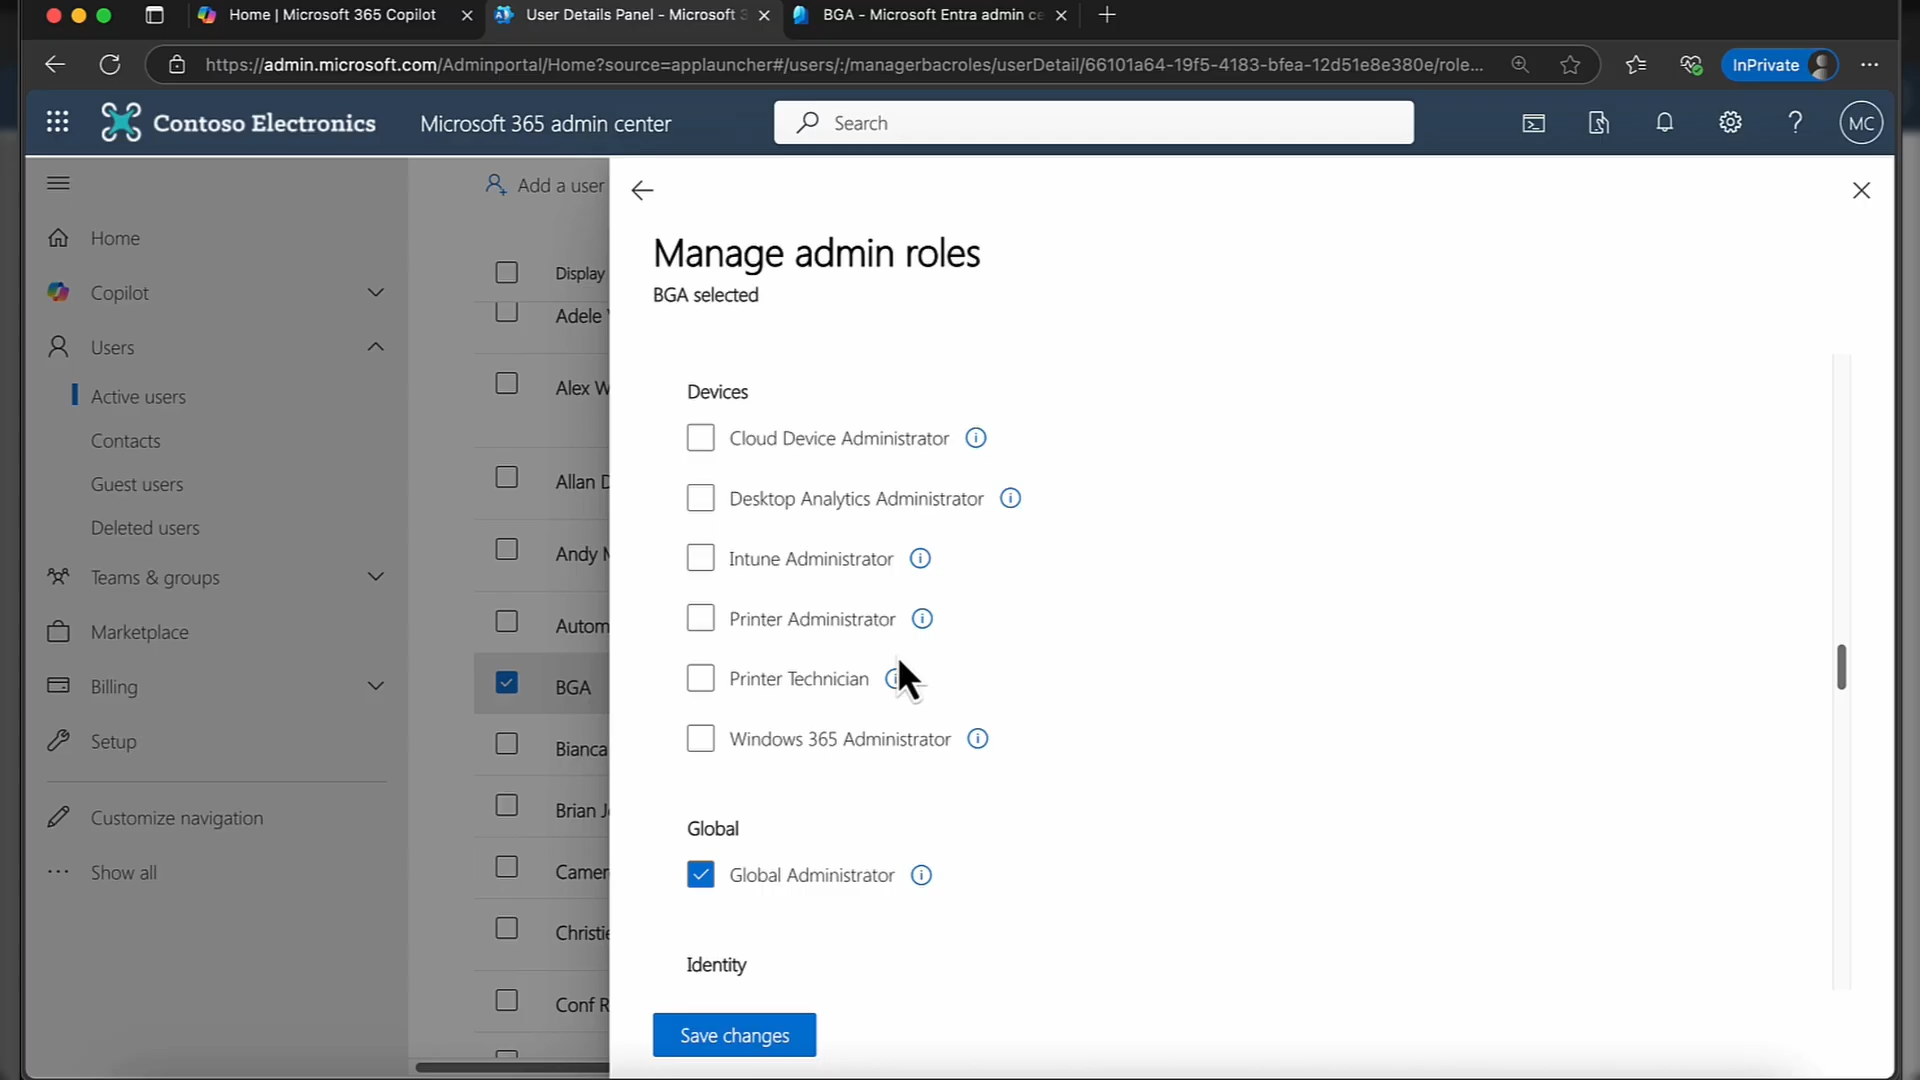 Home | Microsoft 365 Copilot
User Details Panel - Microsoft 3
BGA - Microsoft Entra admin ce
https://admin.microsoft.com/Adminportal/Home?source=applauncher#/users/:/managerbacroles/userDetail/66101a64-19f5-4183-bfea-12d51e8e380e/role...
InPrivate
Contoso Electronics
Microsoft 365 admin center
Search
MC
Home
Copilot
Users
Active users
Contacts
Guest users
Deleted users
Teams & groups
Marketplace
Billing
Setup
Customize navigation
Show all
Add a user
Display
Adele V
Alex W
Allan D
Andy M
Autom
BGA
Bianca
Brian J
Camer
Christie
Conf R
Manage admin roles
BGA selected
Devices
Cloud Device Administrator
Desktop Analytics Administrator
Intune Administrator
Printer Administrator
Printer Technician
Windows 365 Administrator
Global
Global Administrator
Identity
Save changes